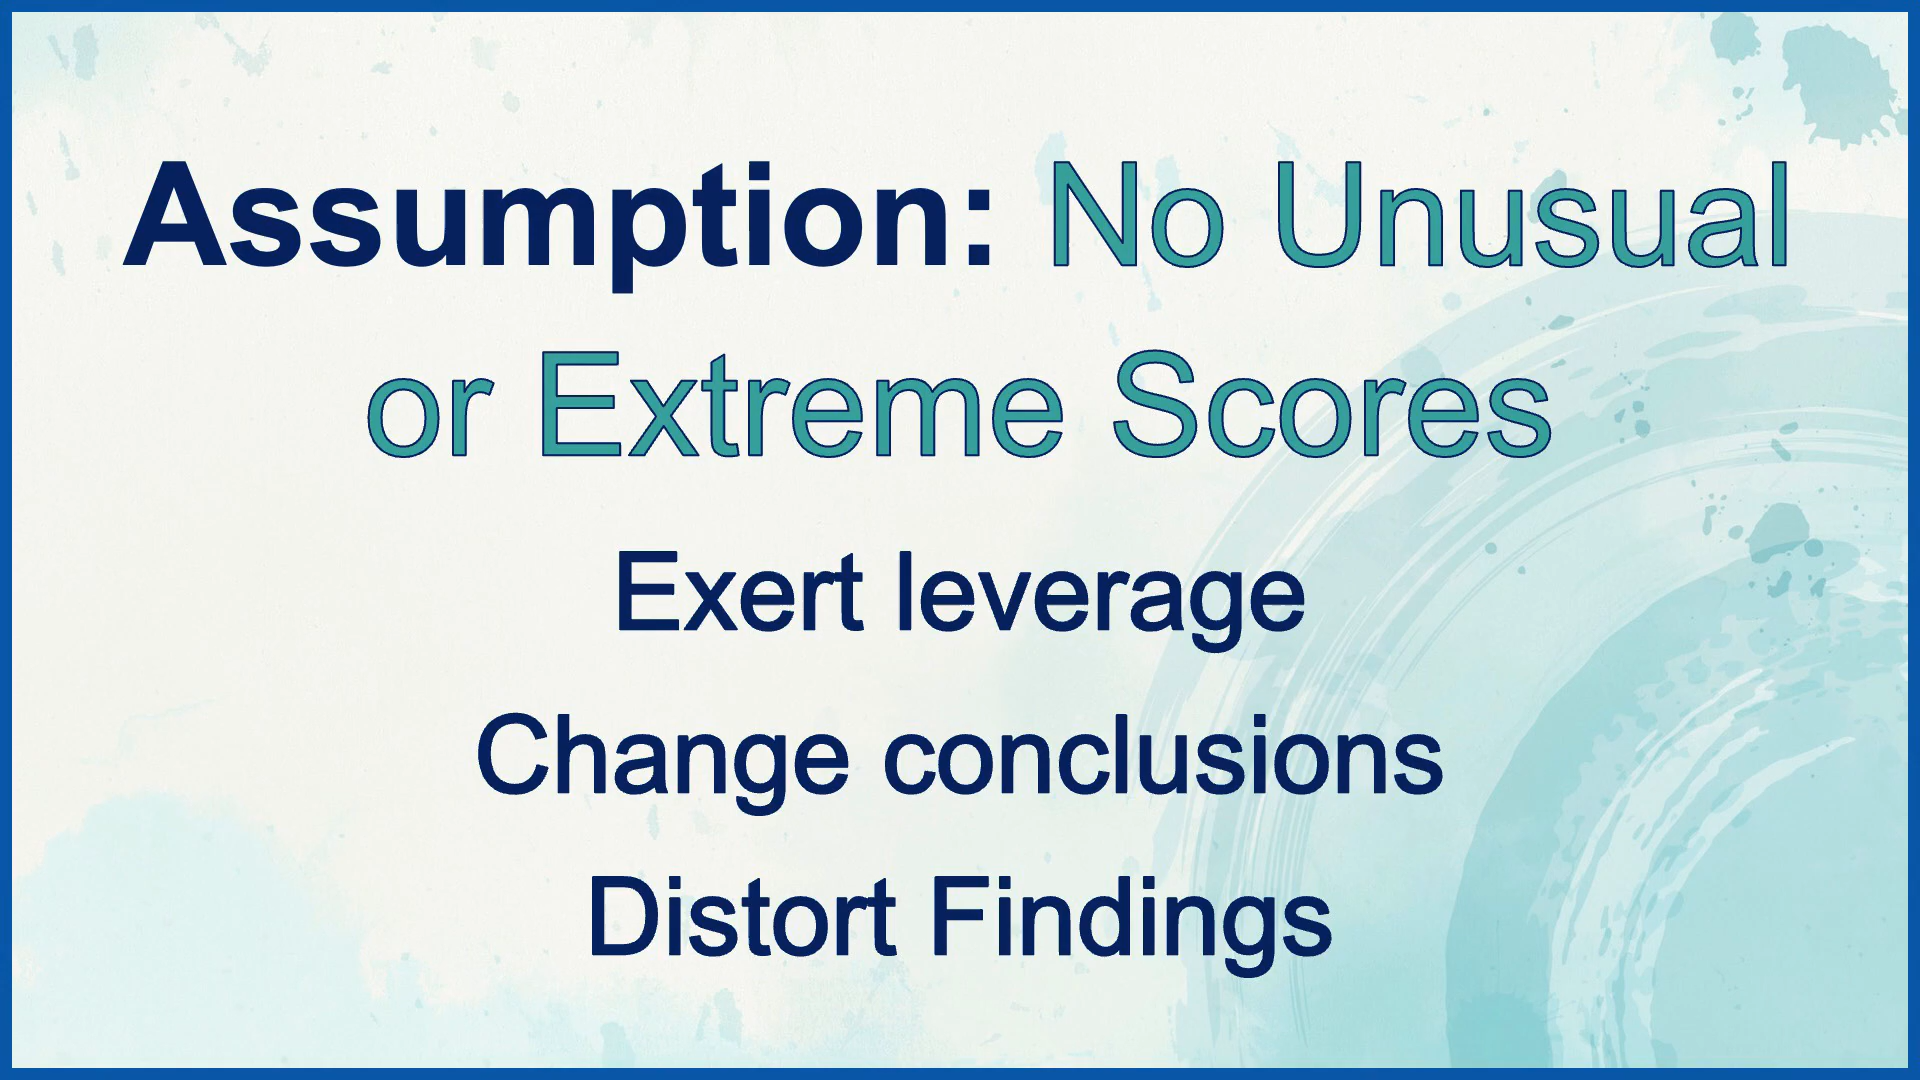 Assumption: No Unusual
or Extreme Scores
Exert leverage
Change conclusions
Distort Findings